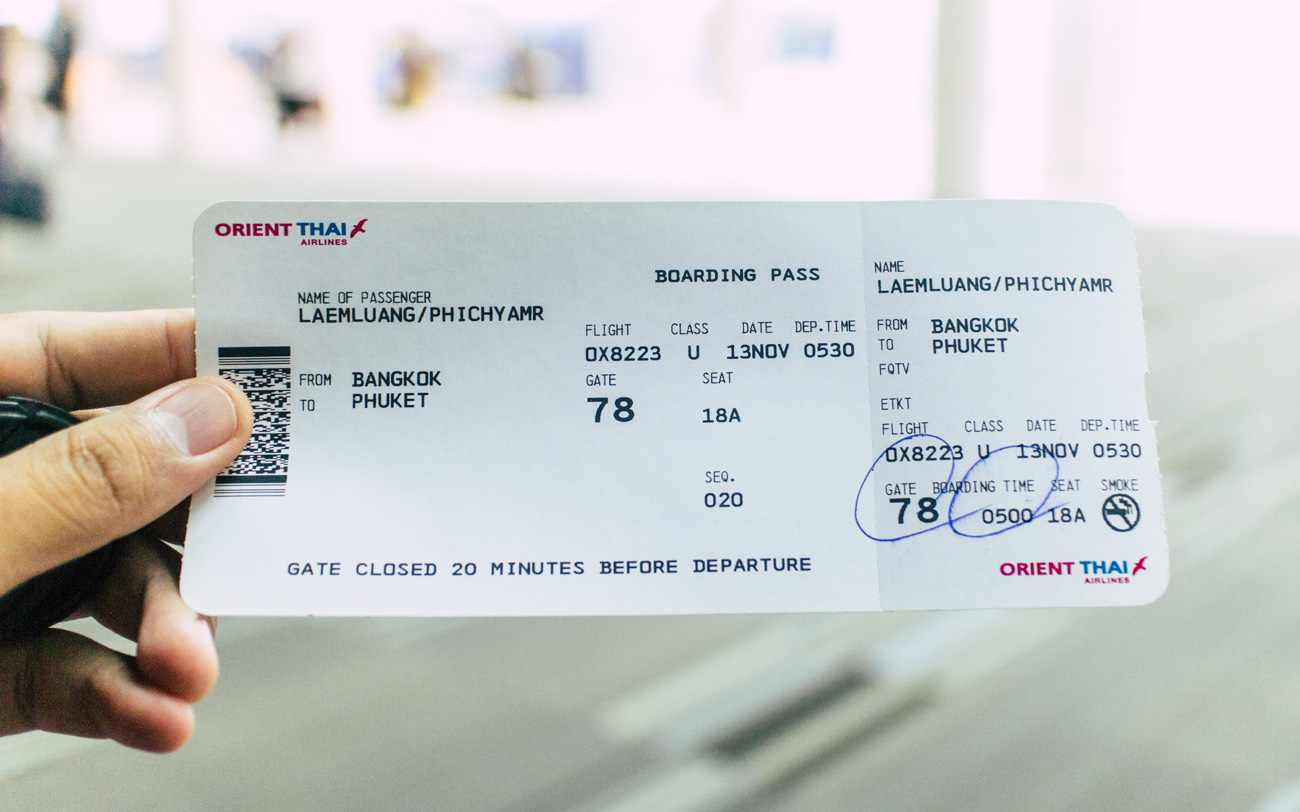 ORIENT THAI
AIRLINES
BOARDING PASS
NAME OF PASSENGER
LAEMLUANG/PHICHYAMR
FLIGHT CLASS DATE DEP.TIME
OX8223 U 13NOV 0530
FROM BANGKOK
TO PHUKET
GATE SEAT
78 18A
SEQ.
020
GATE CLOSED 20 MINUTES BEFORE DEPARTURE
NAME
LAEMLUANG/PHICHYAMR
FROM BANGKOK
TO PHUKET
FQTV
ETKT
FLIGHT CLASS DATE DEP.TIME
OX8223 U 13NOV 0530
GATE BOARDING TIME SEAT SMOKE
78 0500 18A
ORIENT THAI
AIRLINES